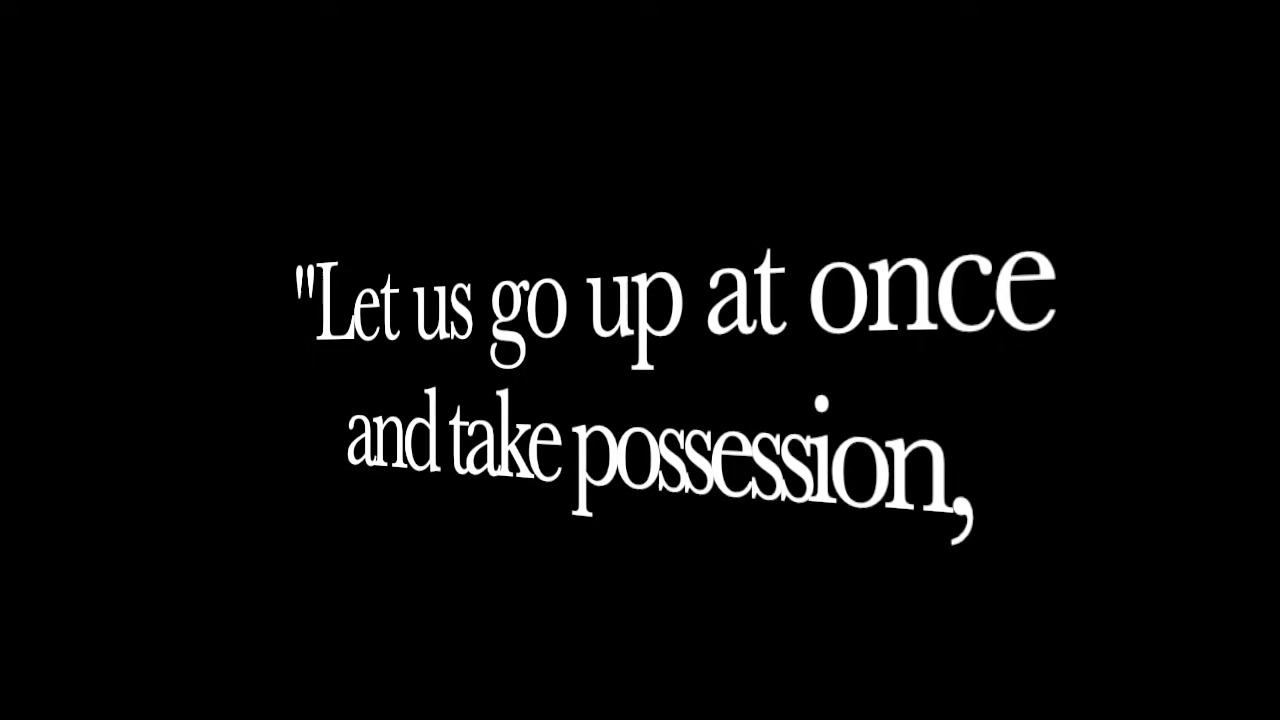 "Let us go up at once
and take possession,